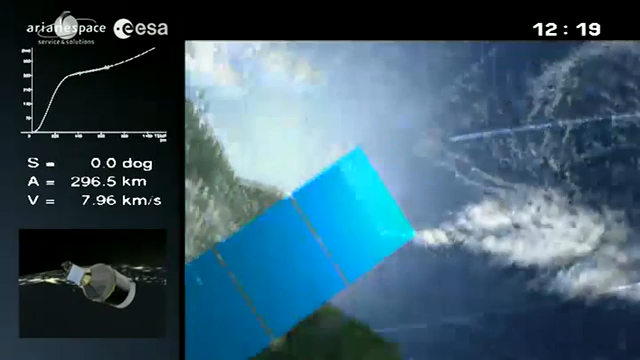 arianespace
service&solutions
esa
12:19
S = 0.0 dog
A = 296.5 km
V = 7.96 km/s